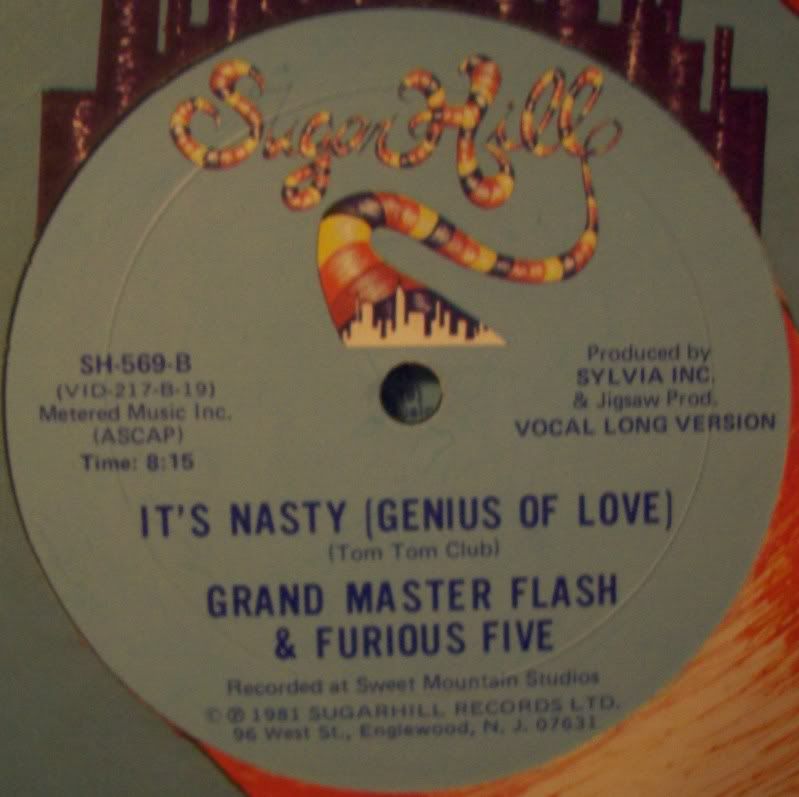 Sugar Hill
SH-569-B
(VID-217-B-19)
Metered Music Inc.
(ASCAP)
Time: 8:15
Produced by
SYLVIA INC.
& Jigsaw Prod.
VOCAL LONG VERSION
IT'S NASTY (GENIUS OF LOVE)
(Tom Tom Club)
GRAND MASTER FLASH
& FURIOUS FIVE
Recorded at Sweet Mountain Studios
© ℗ 1981 SUGARHILL RECORDS LTD.
96 West St., Englewood, N. J. 07631